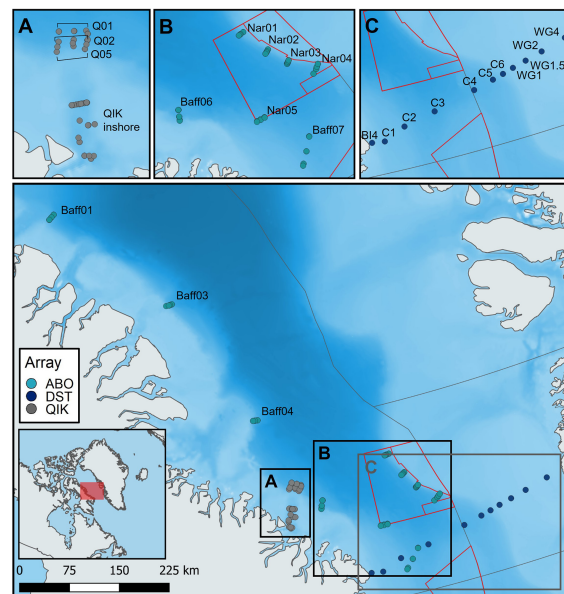 A
Q01
Q02
Q05
QIK
inshore
B
Nar01
Nar02
Nar03
Nar04
Baff06
Nar05
Baff07
C
WG4
WG2
C6
C5
WG1.5
C4
WG1
C3
C2
BI4
C1
Baff01
Baff03
Baff04
Array
ABO
DST
QIK
A
B
C
0 75 150 225 km